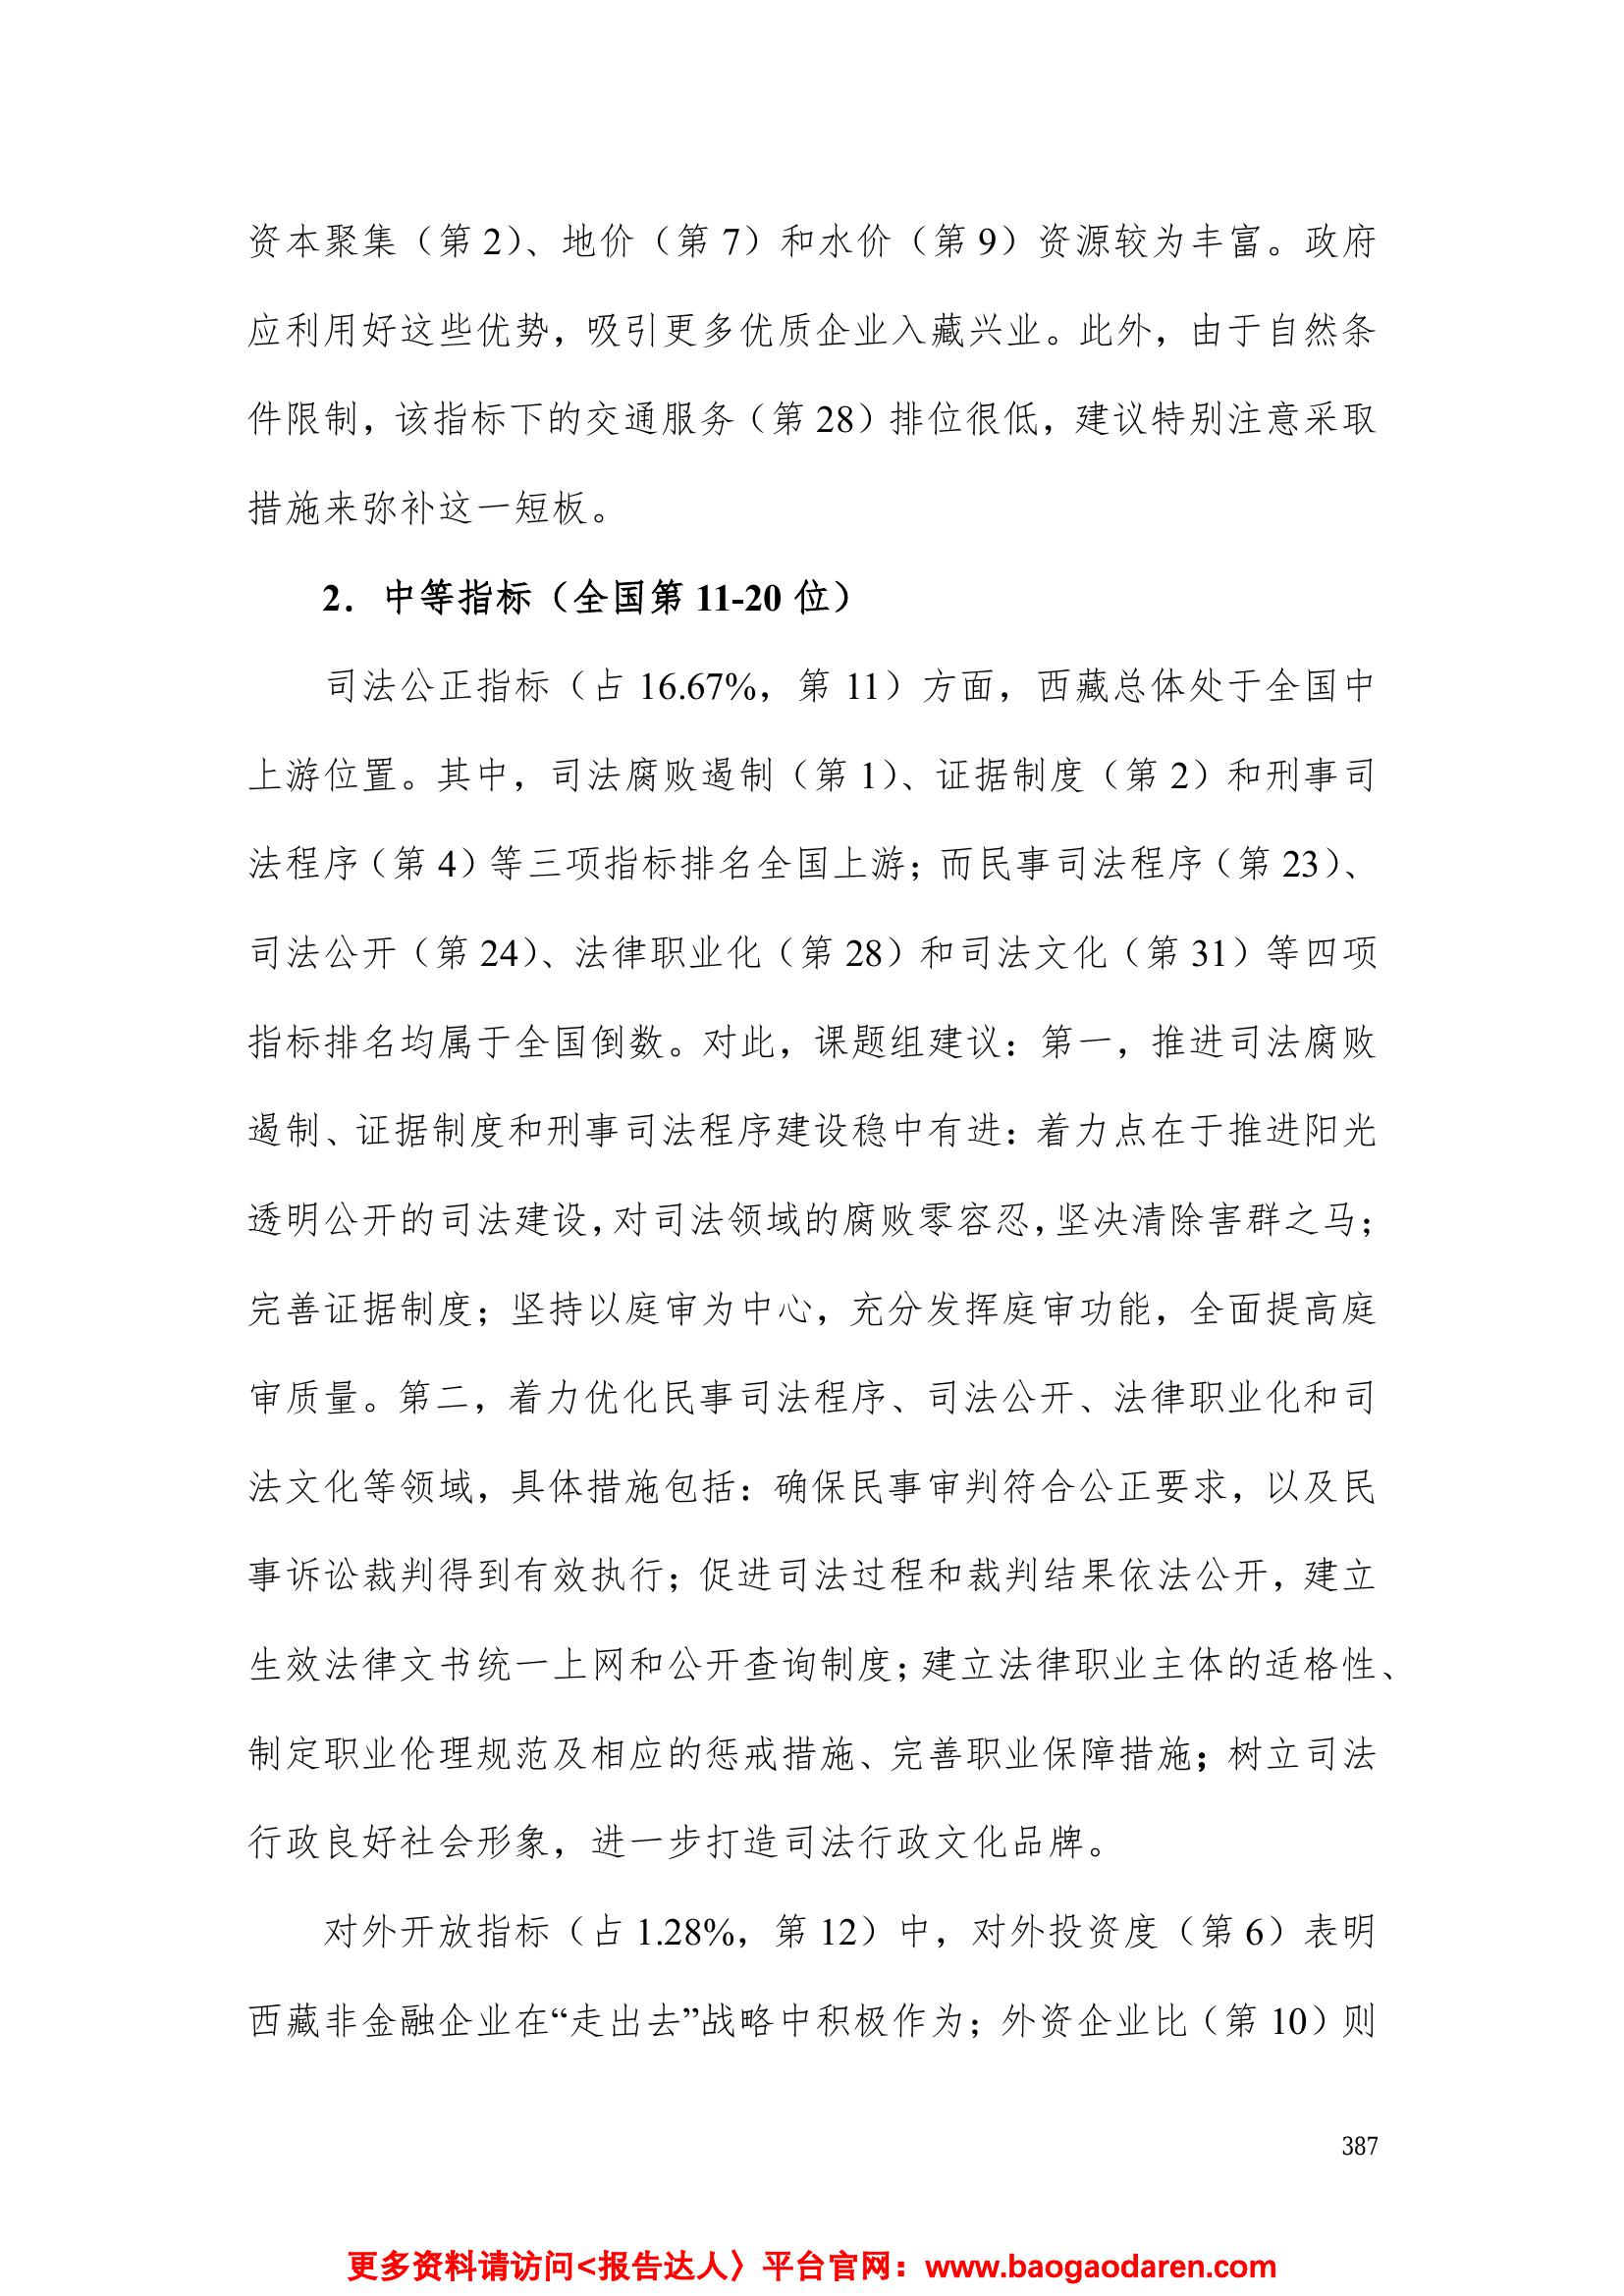 资本聚集（第 2）、地价（第 7）和水价（第 9）资源较为丰富。政府
应利用好这些优势，吸引更多优质企业入藏兴业。此外，由于自然条
件限制，该指标下的交通服务（第 28）排位很低，建议特别注意采取
措施来弥补这一短板。
2．中等指标（全国第 11-20 位）
司法公正指标（占 16.67%，第 11）方面，西藏总体处于全国中
上游位置。其中，司法腐败遏制（第 1）、证据制度（第 2）和刑事司
法程序（第 4）等三项指标排名全国上游；而民事司法程序（第 23）、
司法公开（第 24）、法律职业化（第 28）和司法文化（第 31）等四项
指标排名均属于全国倒数。对此，课题组建议：第一，推进司法腐败
遏制、证据制度和刑事司法程序建设稳中有进：着力点在于推进阳光
透明公开的司法建设，对司法领域的腐败零容忍，坚决清除害群之马；
完善证据制度；坚持以庭审为中心，充分发挥庭审功能，全面提高庭
审质量。第二，着力优化民事司法程序、司法公开、法律职业化和司
法文化等领域，具体措施包括：确保民事审判符合公正要求，以及民
事诉讼裁判得到有效执行；促进司法过程和裁判结果依法公开，建立
生效法律文书统一上网和公开查询制度；建立法律职业主体的适格性、
制定职业伦理规范及相应的惩戒措施、完善职业保障措施；树立司法
行政良好社会形象，进一步打造司法行政文化品牌。
对外开放指标（占 1.28%，第 12）中，对外投资度（第 6）表明
西藏非金融企业在“走出去”战略中积极作为；外资企业比（第 10）则
387
更多资料请访问<报告达人〉平台官网：www.baogaodaren.com